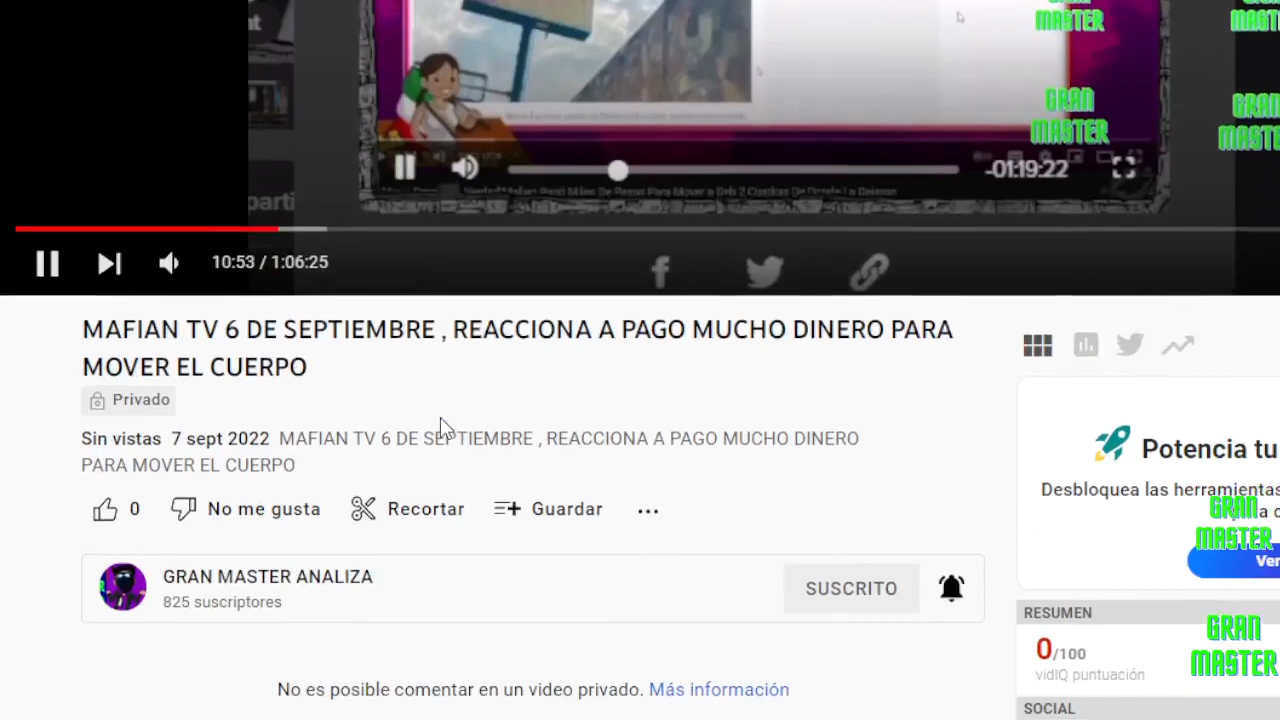 GRAN
MASTER
GRAN
MASTER
GRAN
MASTER
-01:19:22
10:53 / 1:06:25
MAFIAN TV 6 DE SEPTIEMBRE , REACCIONA A PAGO MUCHO DINERO PARA
MOVER EL CUERPO
Privado
Sin vistas 7 sept 2022 MAFIAN TV 6 DE SEPTIEMBRE , REACCIONA A PAGO MUCHO DINERO
PARA MOVER EL CUERPO
0 No me gusta Recortar Guardar ...
GRAN MASTER ANALIZA
825 suscriptores
SUSCRITO
No es posible comentar en un video privado. Más información
Potencia tu
Desbloquea las herramientas
GRAN
MASTER
Ver
RESUMEN
0/100
vidIQ puntuación
GRAN
MASTER
SOCIAL